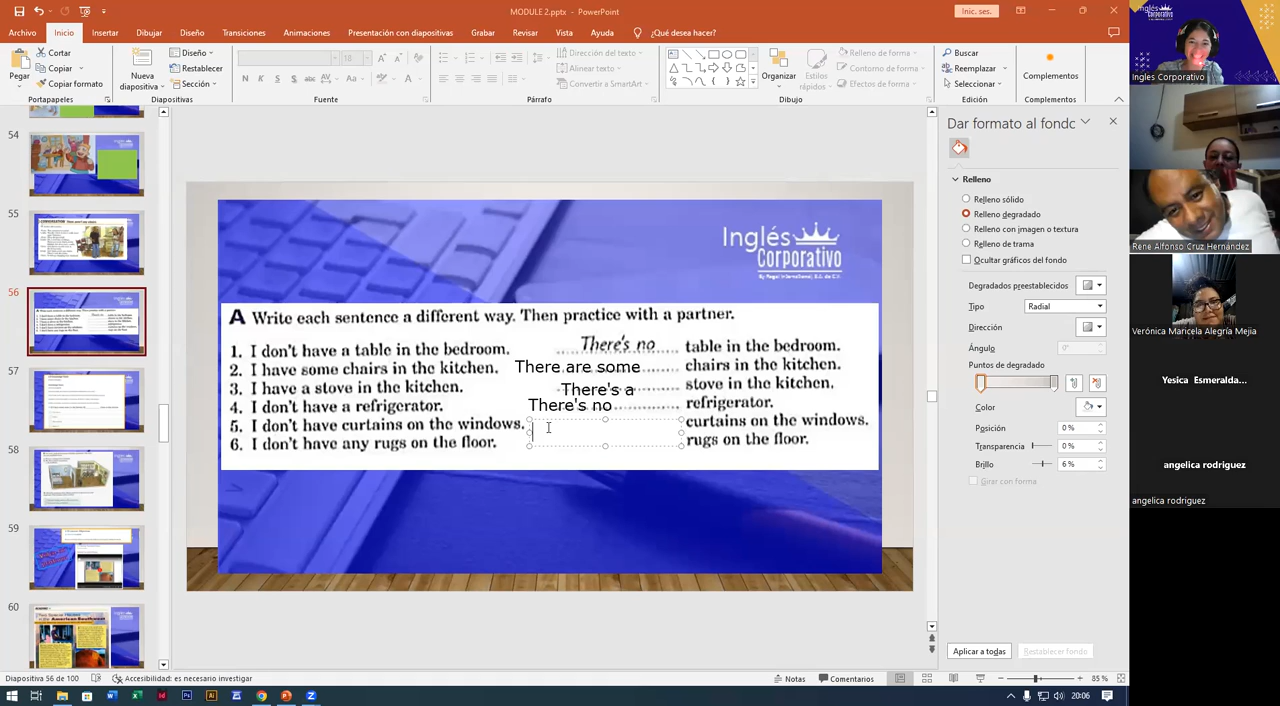 MODULE 2.pptx - PowerPoint
Inic. ses.
Archivo Inicio Insertar Dibujar Diseño Transiciones Animaciones Presentación con diapositivas Grabar Revisar Vista Ayuda ¿Qué desea hacer?
Pegar
Cortar
Copiar
Copiar formato
Portapapeles
Nueva diapositiva
Diseño
Restablecer
Sección
Diapositivas
N K S S abc AV Aa A
Fuente
Dirección del texto
Alinear texto
Convertir a SmartArt
Párrafo
Organizar
Estilos rápidos
Relleno de forma
Contorno de forma
Efectos de forma
Dibujo
Buscar
Reemplazar
Seleccionar
Edición
Complementos
Complementos
54
55
56
57
58
59
60
Inglés
Corporativo
By Regal International S.C. de C.V.
A Write each sentence a different way. Then practice with a partner.
1. I don't have a table in the bedroom. There's no table in the bedroom.
2. I have some chairs in the kitchen. There are some chairs in the kitchen.
3. I have a stove in the kitchen. There's a stove in the kitchen.
4. I don't have a refrigerator. There's no refrigerator.
5. I don't have curtains on the windows. curtains on the windows.
6. I don't have any rugs on the floor. rugs on the floor.
Dar formato al fondo
Relleno
Relleno sólido
Relleno degradado
Relleno con imagen o textura
Relleno de trama
Ocultar gráficos del fondo
Degradados preestablecidos
Tipo Radial
Dirección
Ángulo
Puntos de degradado
Color
Posición 0 %
Transparencia 0 %
Brillo 6 %
Girar con forma
Aplicar a todas
Restablecer fondo
Inglés Corporativo
Ingles Corporativo
Rene Alfonso Cruz Hernández
Verónica Maricela Alegría Mejia
Yesica Esmeralda...
angelica rodriguez
angelica rodriguez
Diapositiva 56 de 100
Accesibilidad: es necesario investigar
Notas
Comentarios
85 %
20:06